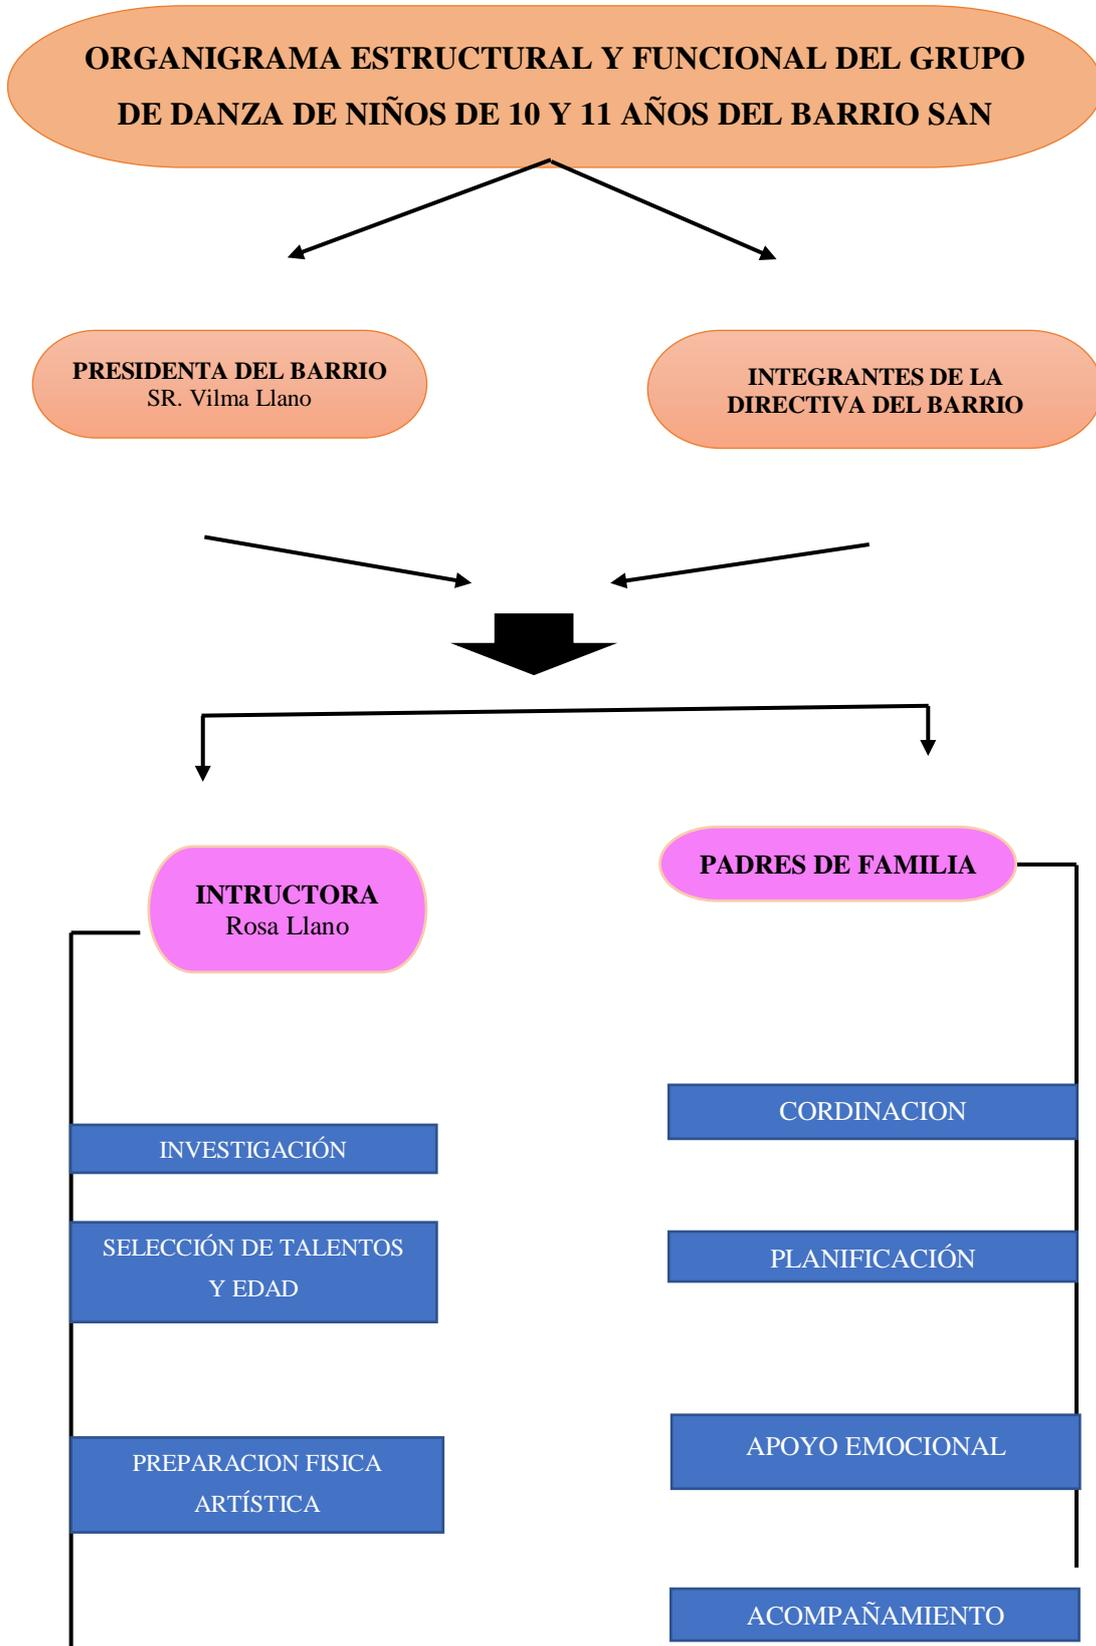 ORGANIGRAMA ESTRUCTURAL Y FUNCIONAL DEL GRUPO
DE DANZA DE NIÑOS DE 10 Y 11 AÑOS DEL BARRIO SAN
PRESIDENTA DEL BARRIO
SR. Vilma Llano
INTEGRANTES DE LA
DIRECTIVA DEL BARRIO
INTRUCTORA
Rosa Llano
PADRES DE FAMILIA
INVESTIGACIÓN
SELECCIÓN DE TALENTOS
Y EDAD
PREPARACION FISICA
ARTÍSTICA
CORDINACION
PLANIFICACIÓN
APOYO EMOCIONAL
ACOMPAÑAMIENTO